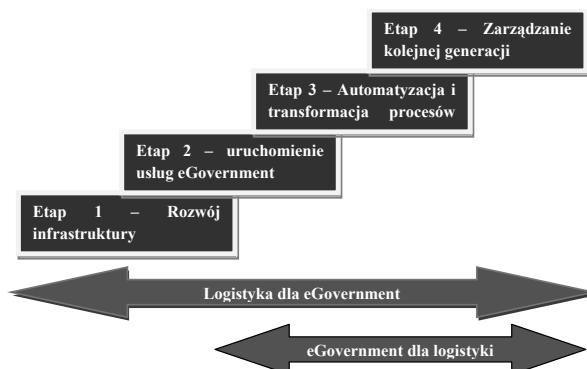 Etap 4 – Zarządzanie
kolejnej generacji
Etap 3 – Automatyzacja i
transformacja procesów
Etap 2 – uruchomienie
usług eGovernment
Etap 1 – Rozwój
infrastruktury
Logistyka dla eGovernment
eGovernment dla logistyki